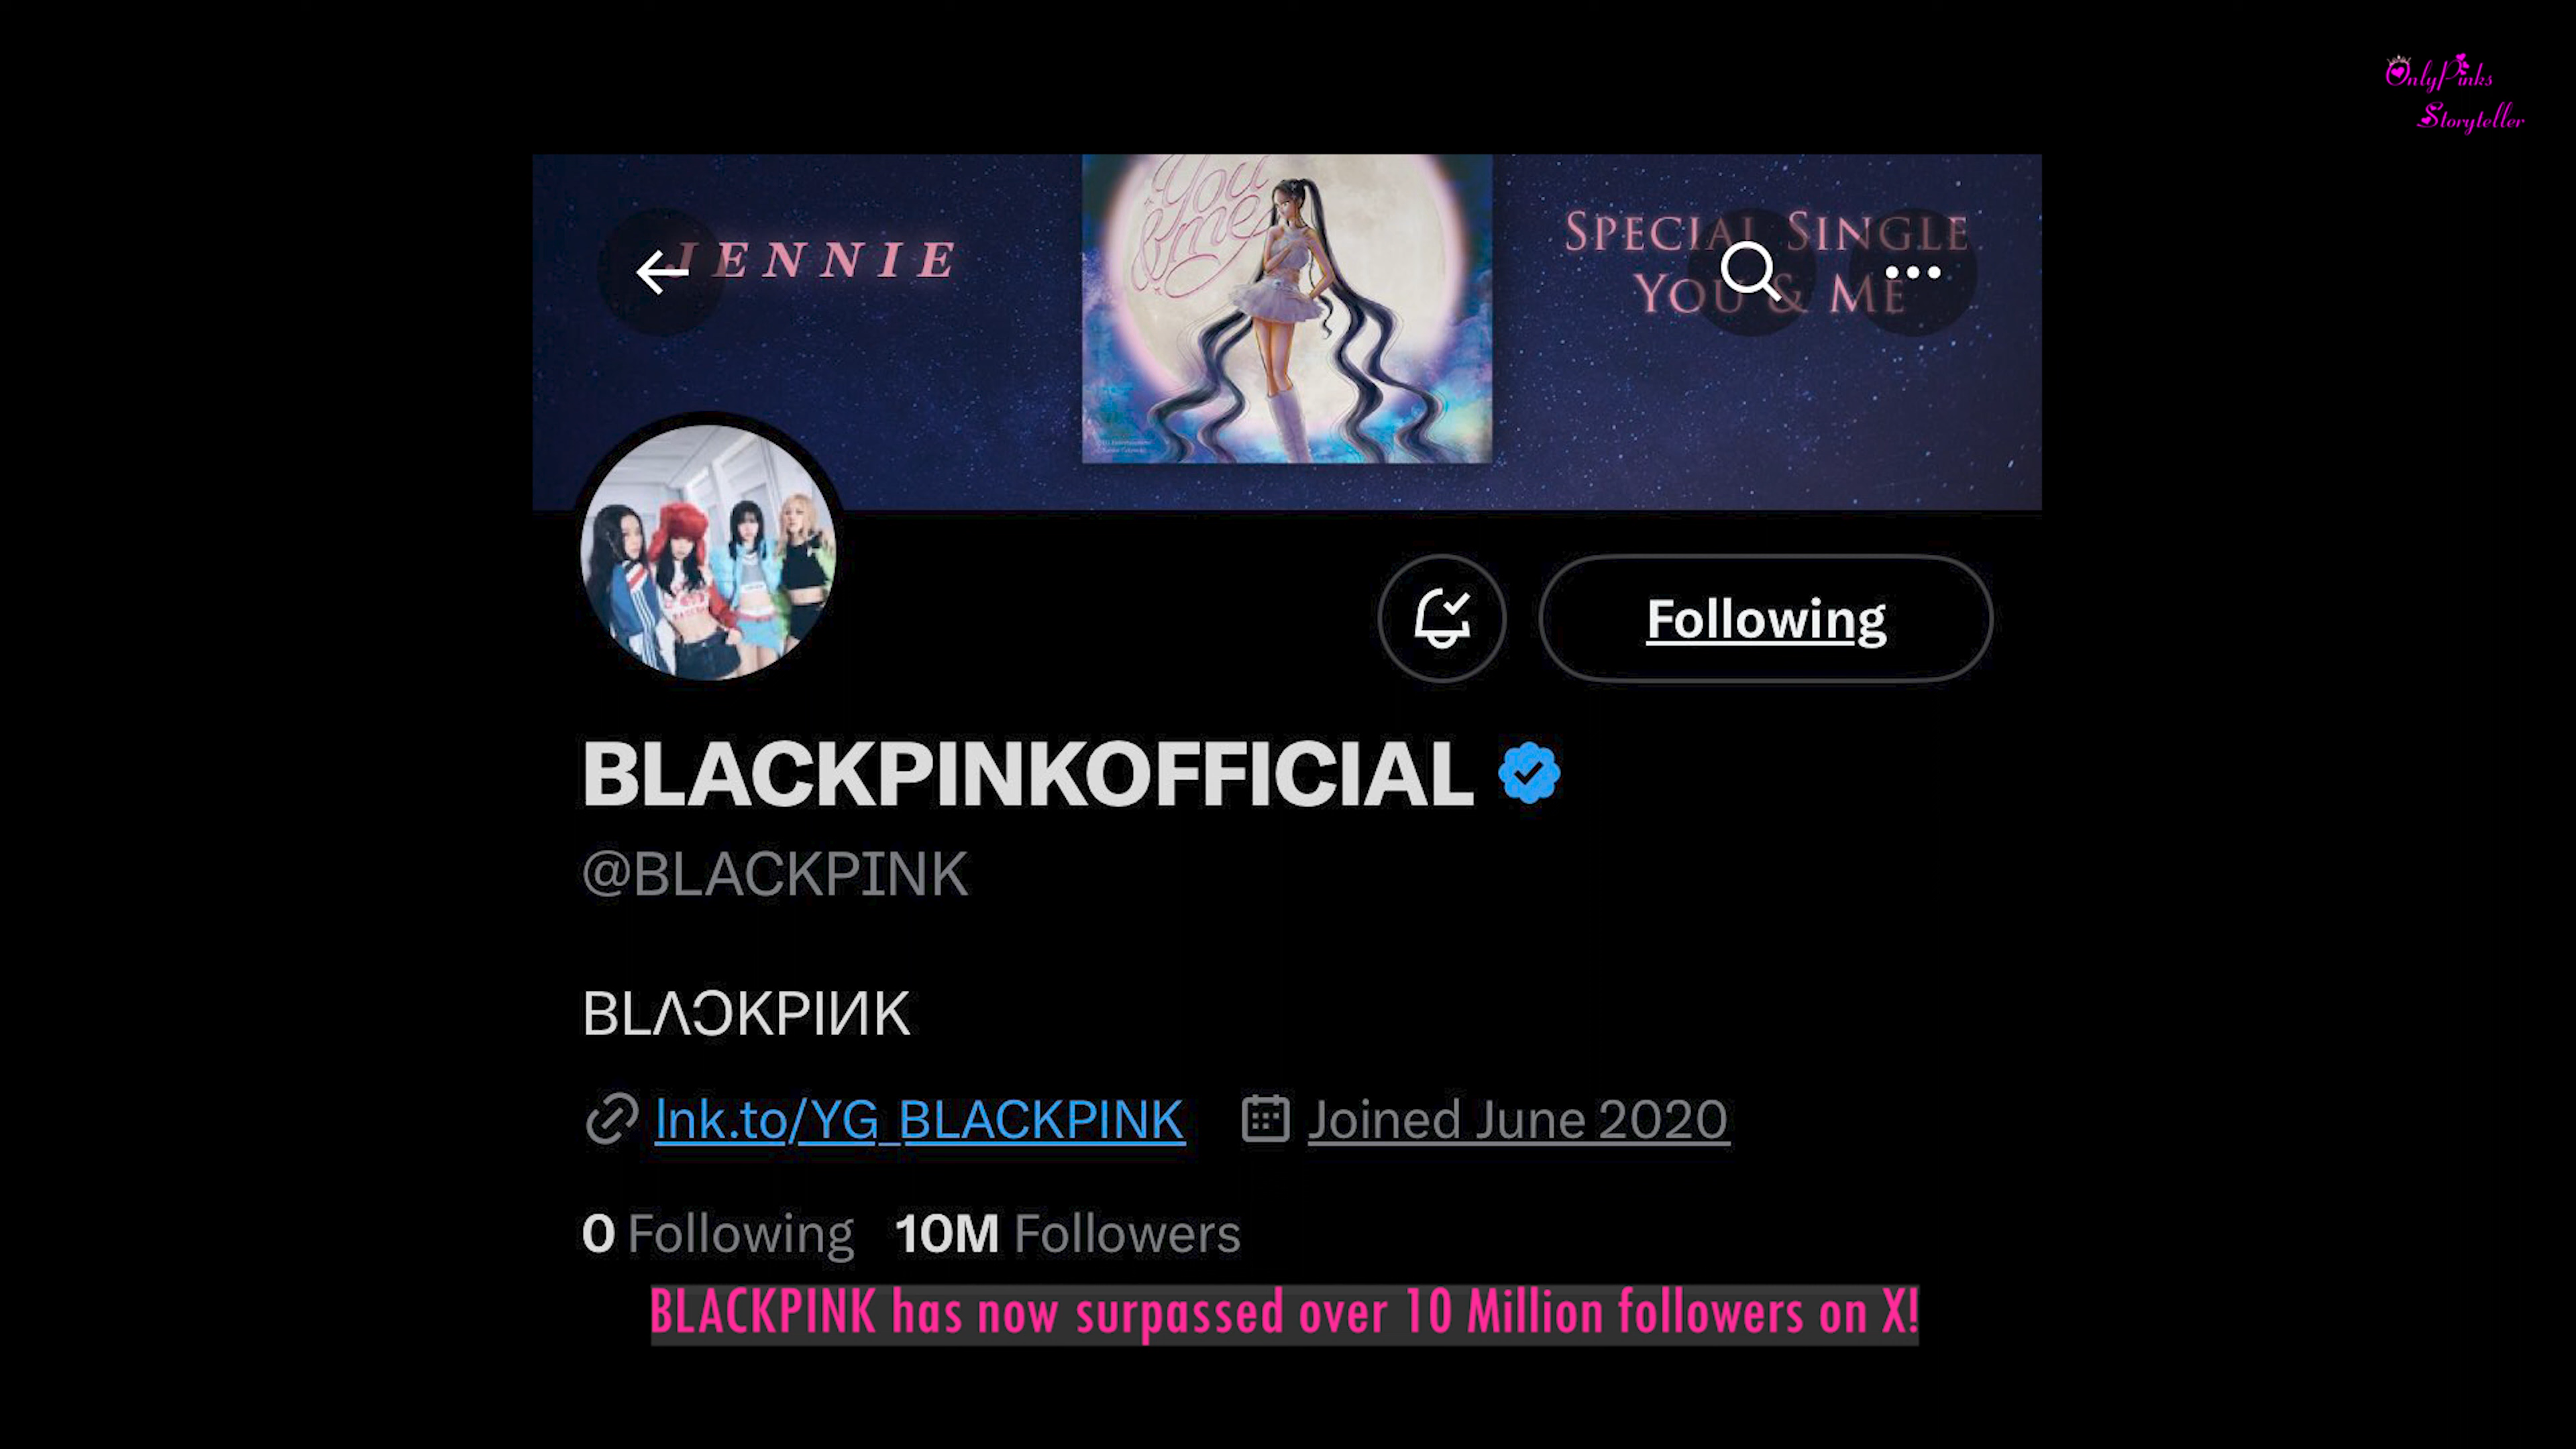 OnlyPinks
Storyteller
You
&me
JENNIE
SPECIAL SINGLE
YOU & ME
Following
BLACKPINKOFFICIAL
@BLACKPINK
BLɅƆKPIИK
lnk.to/YG_BLACKPINK Joined June 2020
0 Following 10M Followers
BLACKPINK has now surpassed over 10 Million followers on X!